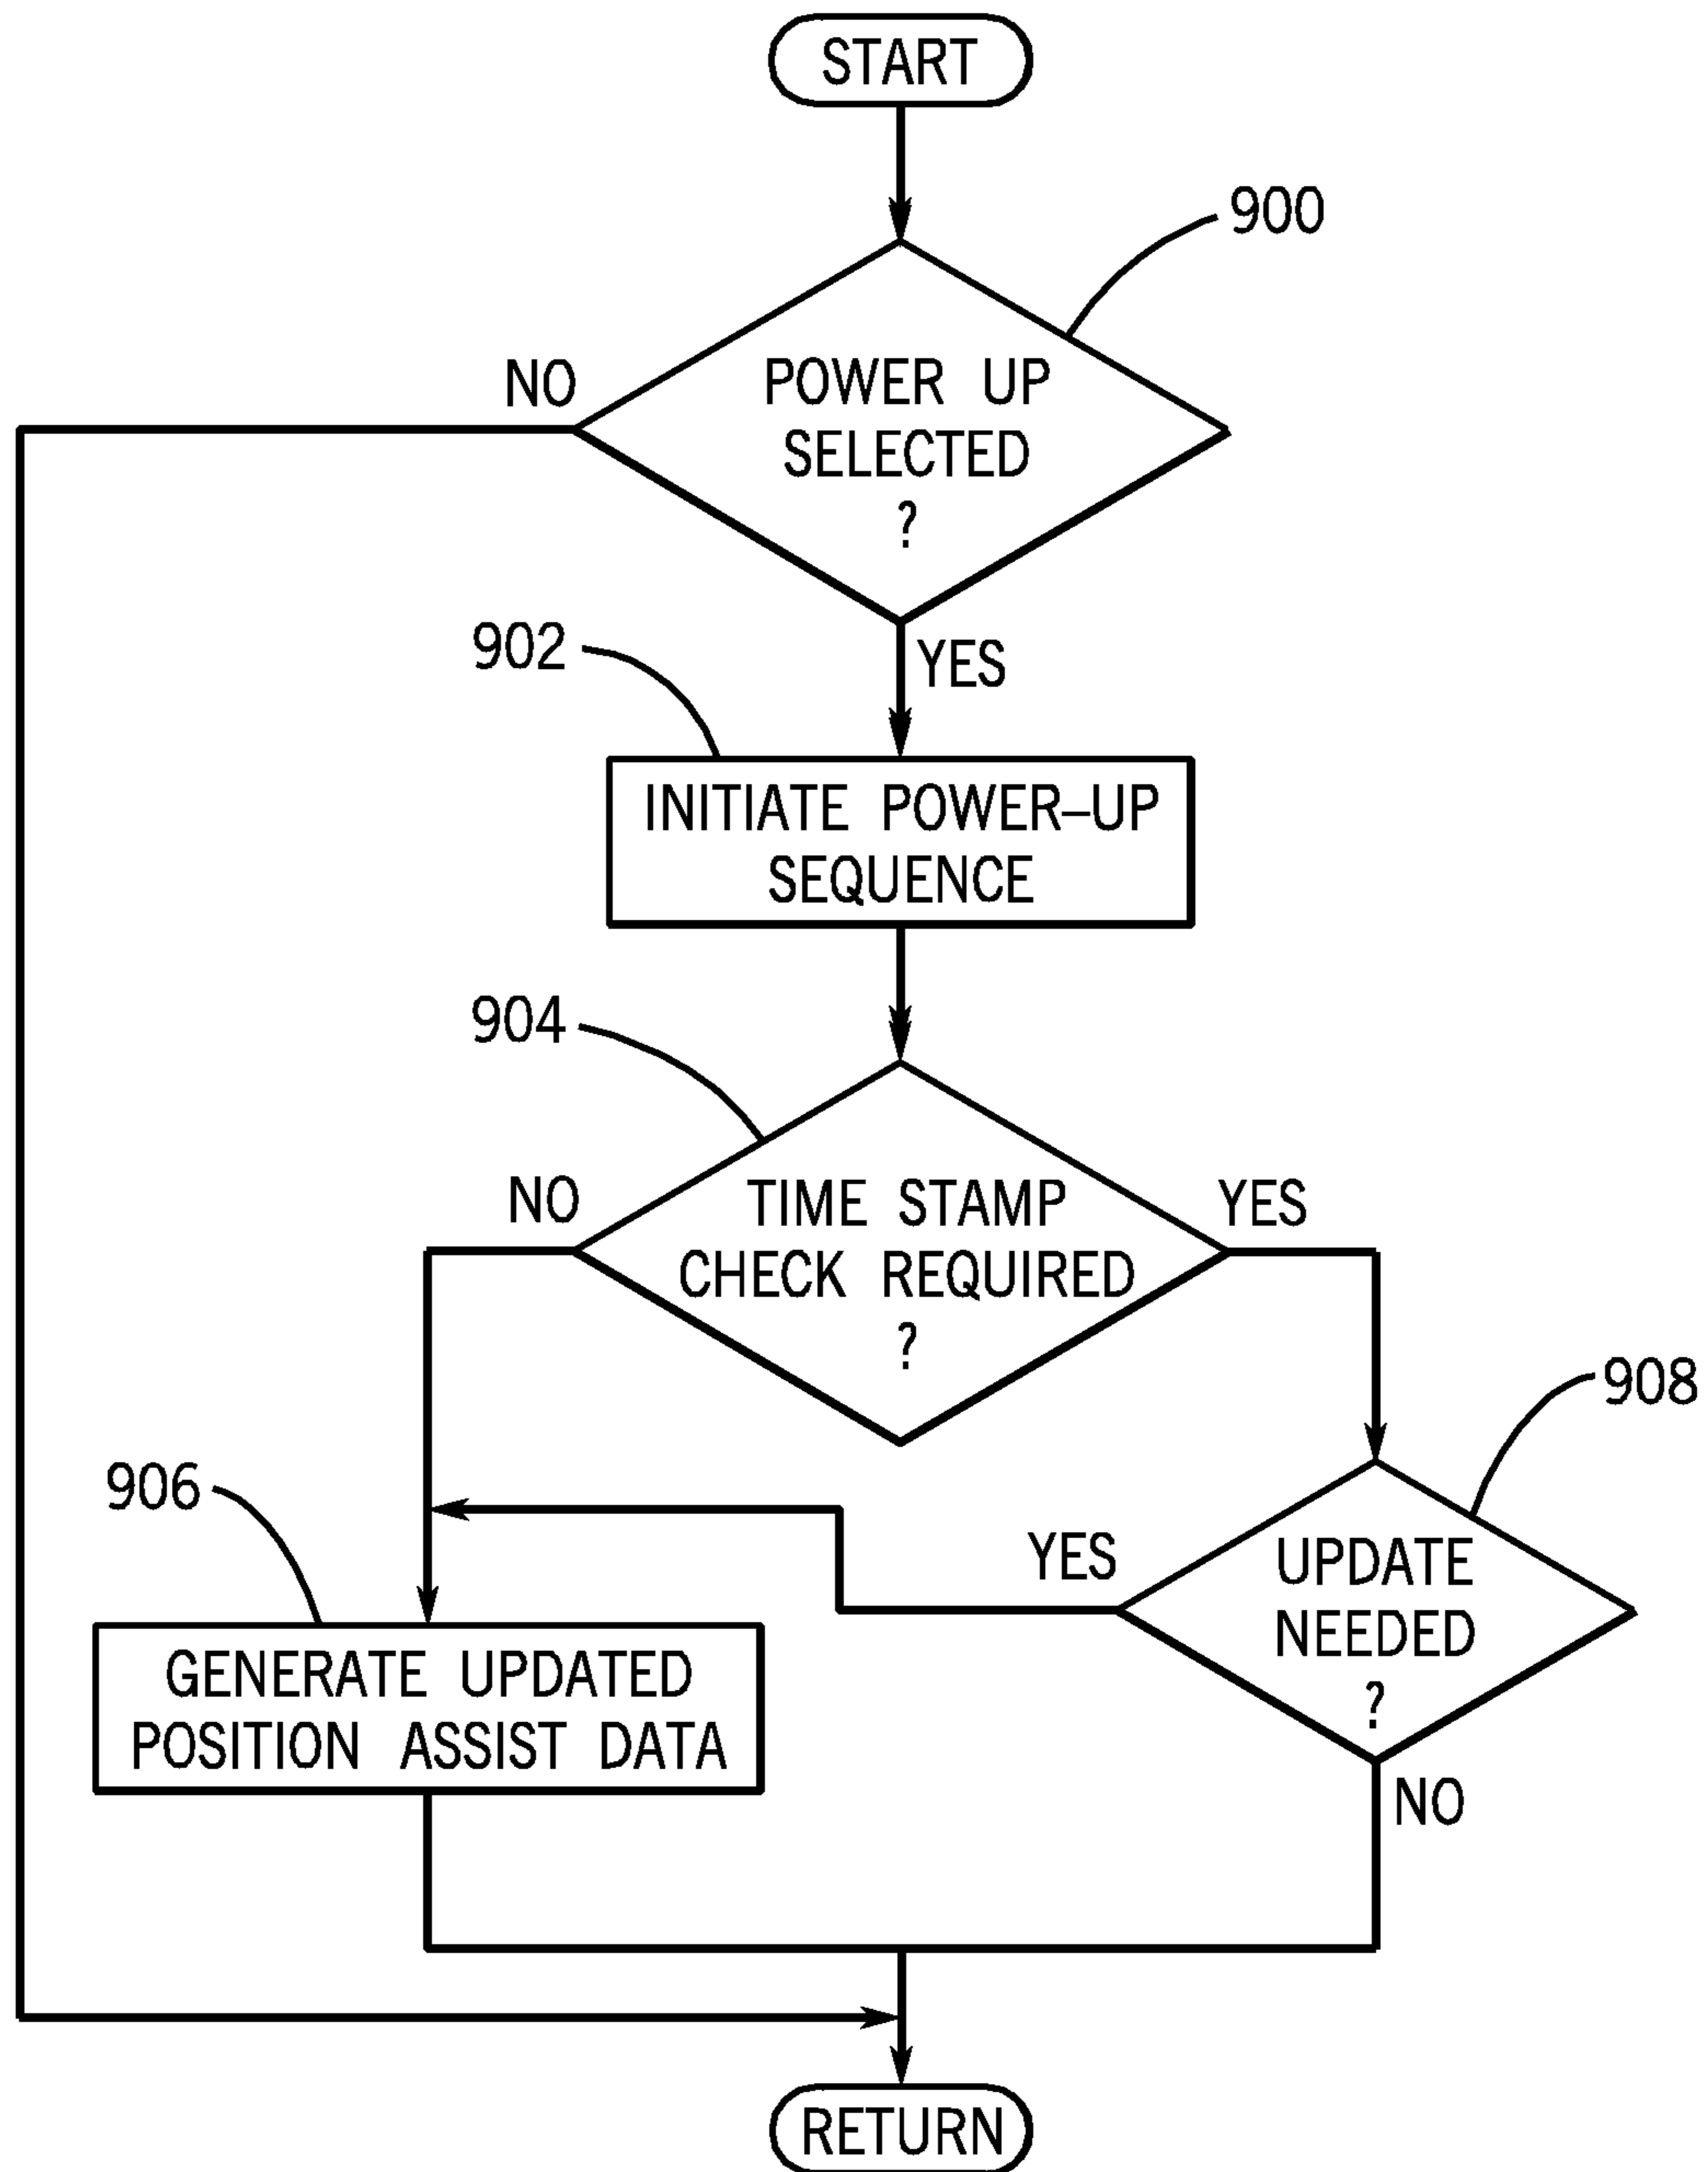 START
900
NO
POWER UP
SELECTED
?
902
YES
INITIATE POWER–UP
SEQUENCE
904
NO
TIME STAMP
CHECK REQUIRED
?
YES
908
906
YES
UPDATE
NEEDED
?
GENERATE UPDATED
POSITION ASSIST DATA
NO
RETURN